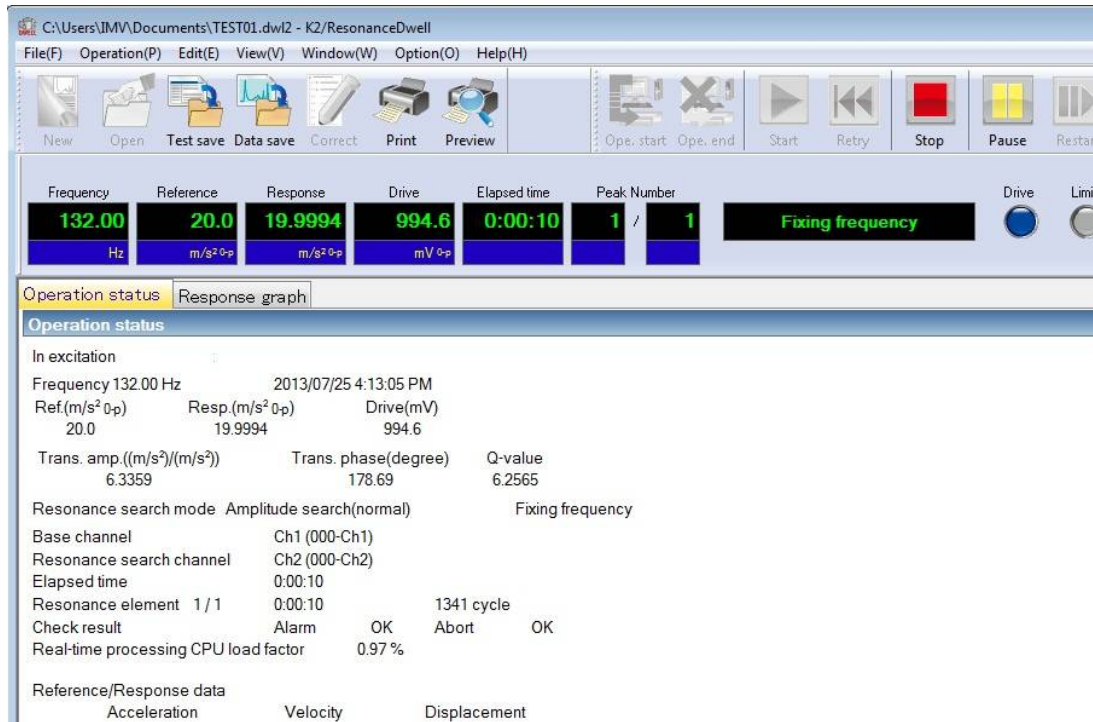 C:\Users\IMV\Documents\TEST01.dwl2 - K2/ResonanceDwell
File(F) Operation(P) Edit(E) View(V) Window(W) Option(O) Help(H)
New Open Test save Data save Correct Print Preview Ope. start Ope. end Start Retry Stop Pause Restar
Frequency Reference Response Drive Elapsed time Peak Number Drive Limi
132.00 20.0 19.9994 994.6 0:00:10 1 / 1 Fixing frequency
Hz m/s² 0-p m/s² 0-p mV 0-p
Operation status Response graph
Operation status
In excitation
Frequency 132.00 Hz 2013/07/25 4:13:05 PM
Ref.(m/s² 0-p) Resp.(m/s² 0-p) Drive(mV)
20.0 19.9994 994.6
Trans. amp.((m/s²)/(m/s²)) Trans. phase(degree) Q-value
6.3359 178.69 6.2565
Resonance search mode Amplitude search(normal) Fixing frequency
Base channel Ch1 (000-Ch1)
Resonance search channel Ch2 (000-Ch2)
Elapsed time 0:00:10
Resonance element 1 / 1 0:00:10 1341 cycle
Check result Alarm OK Abort OK
Real-time processing CPU load factor 0.97 %
Reference/Response data
Acceleration Velocity Displacement